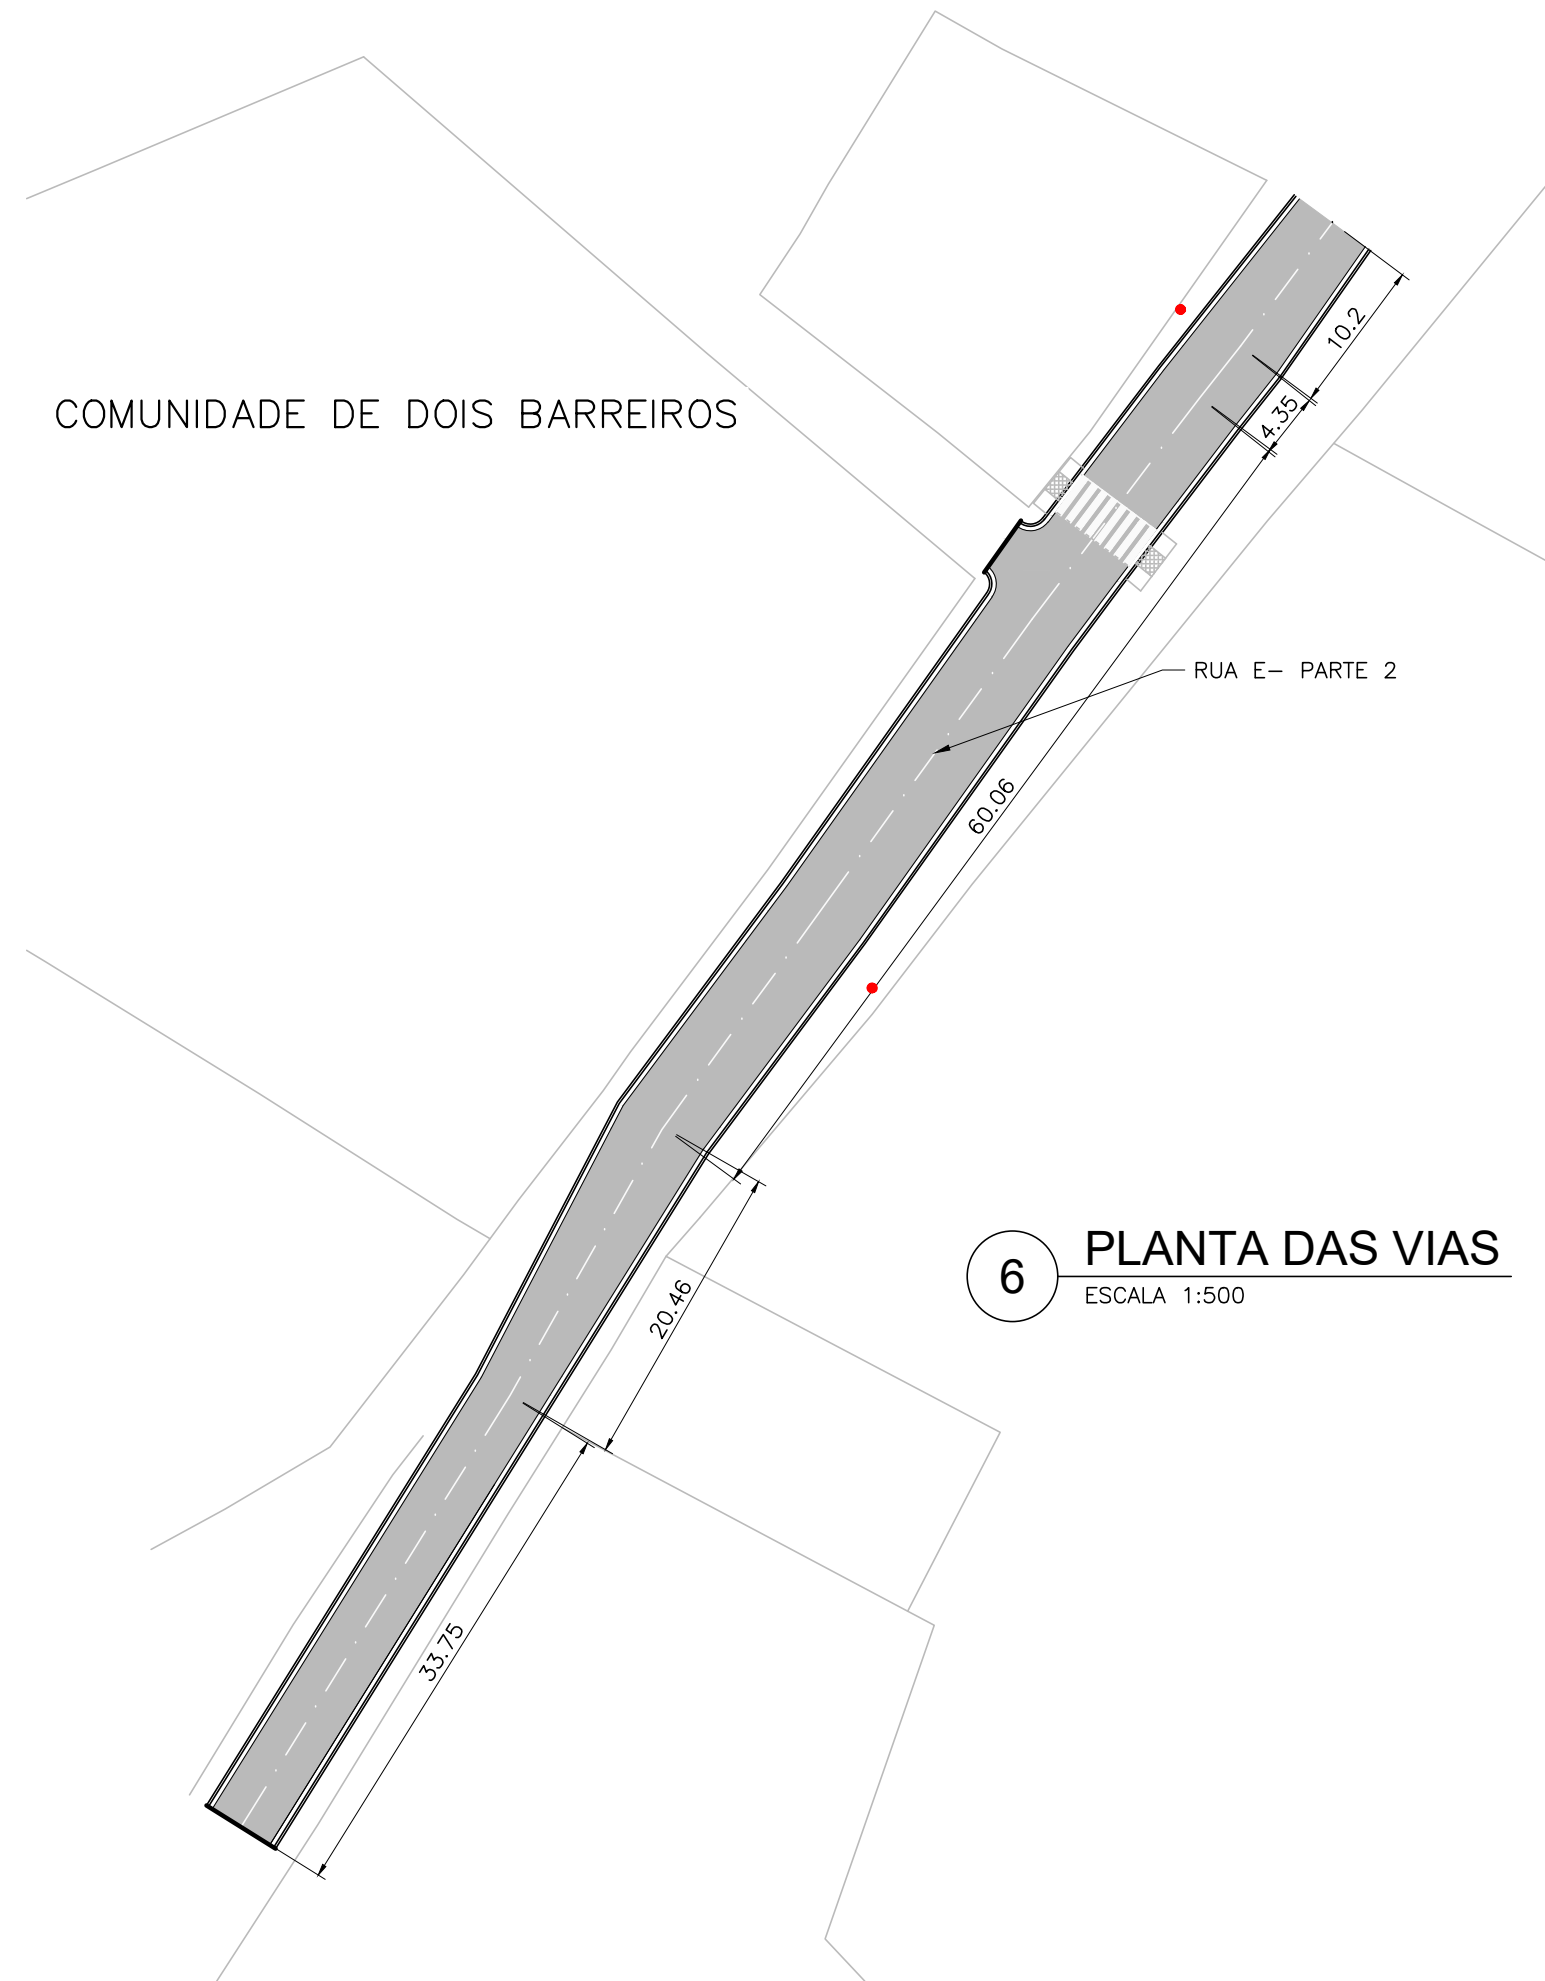 10.2
4.35
COMUNIDADE DE DOIS BARREIROS
RUA E- PARTE 2
60.06
6
PLANTA DAS VIAS
ESCALA 1:500
20.46
33.75